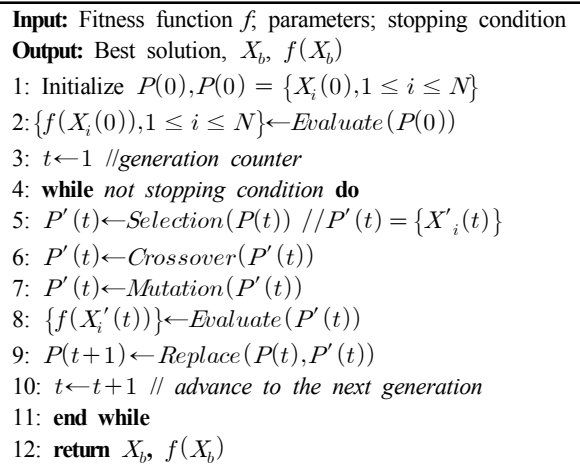 Input: Fitness function f; parameters; stopping condition
Output: Best solution, X_b, f(X_b)
1: Initialize P(0),P(0) = {X_i(0),1 ≤ i ≤ N}
2:{f(X_i(0)),1 ≤ i ≤ N}←Evaluate(P(0))
3: t←1 //generation counter
4: while not stopping condition do
5: P′(t)←Selection(P(t)) //P′(t) = {X′_i(t)}
6: P′(t)←Crossover(P′(t))
7: P′(t)←Mutation(P′(t))
8: {f(X_i′(t))}←Evaluate(P′(t))
9: P(t+1)←Replace(P(t),P′(t))
10: t←t+1 // advance to the next generation
11: end while
12: return X_b, f(X_b)